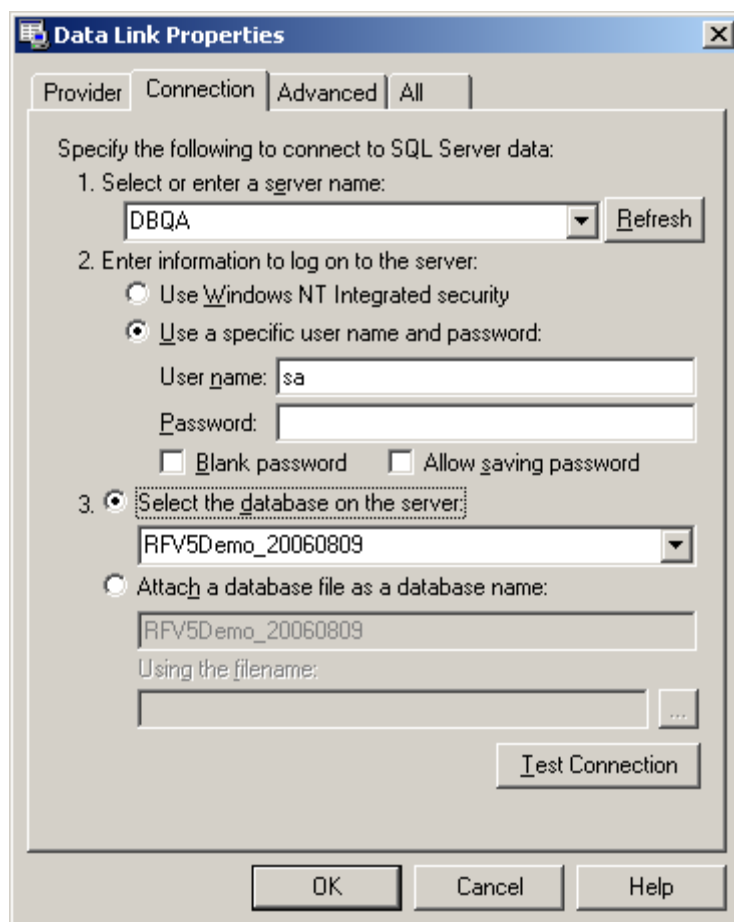 Data Link Properties
Provider Connection Advanced All
Specify the following to connect to SQL Server data:
1. Select or enter a server name:
DBQA Refresh
2. Enter information to log on to the server:
Use Windows NT Integrated security
Use a specific user name and password:
User name: sa
Password:
Blank password Allow saving password
3. Select the database on the server:
RFV5Demo_20060809
Attach a database file as a database name:
RFV5Demo_20060809
Using the filename:
...
Test Connection
OK Cancel Help